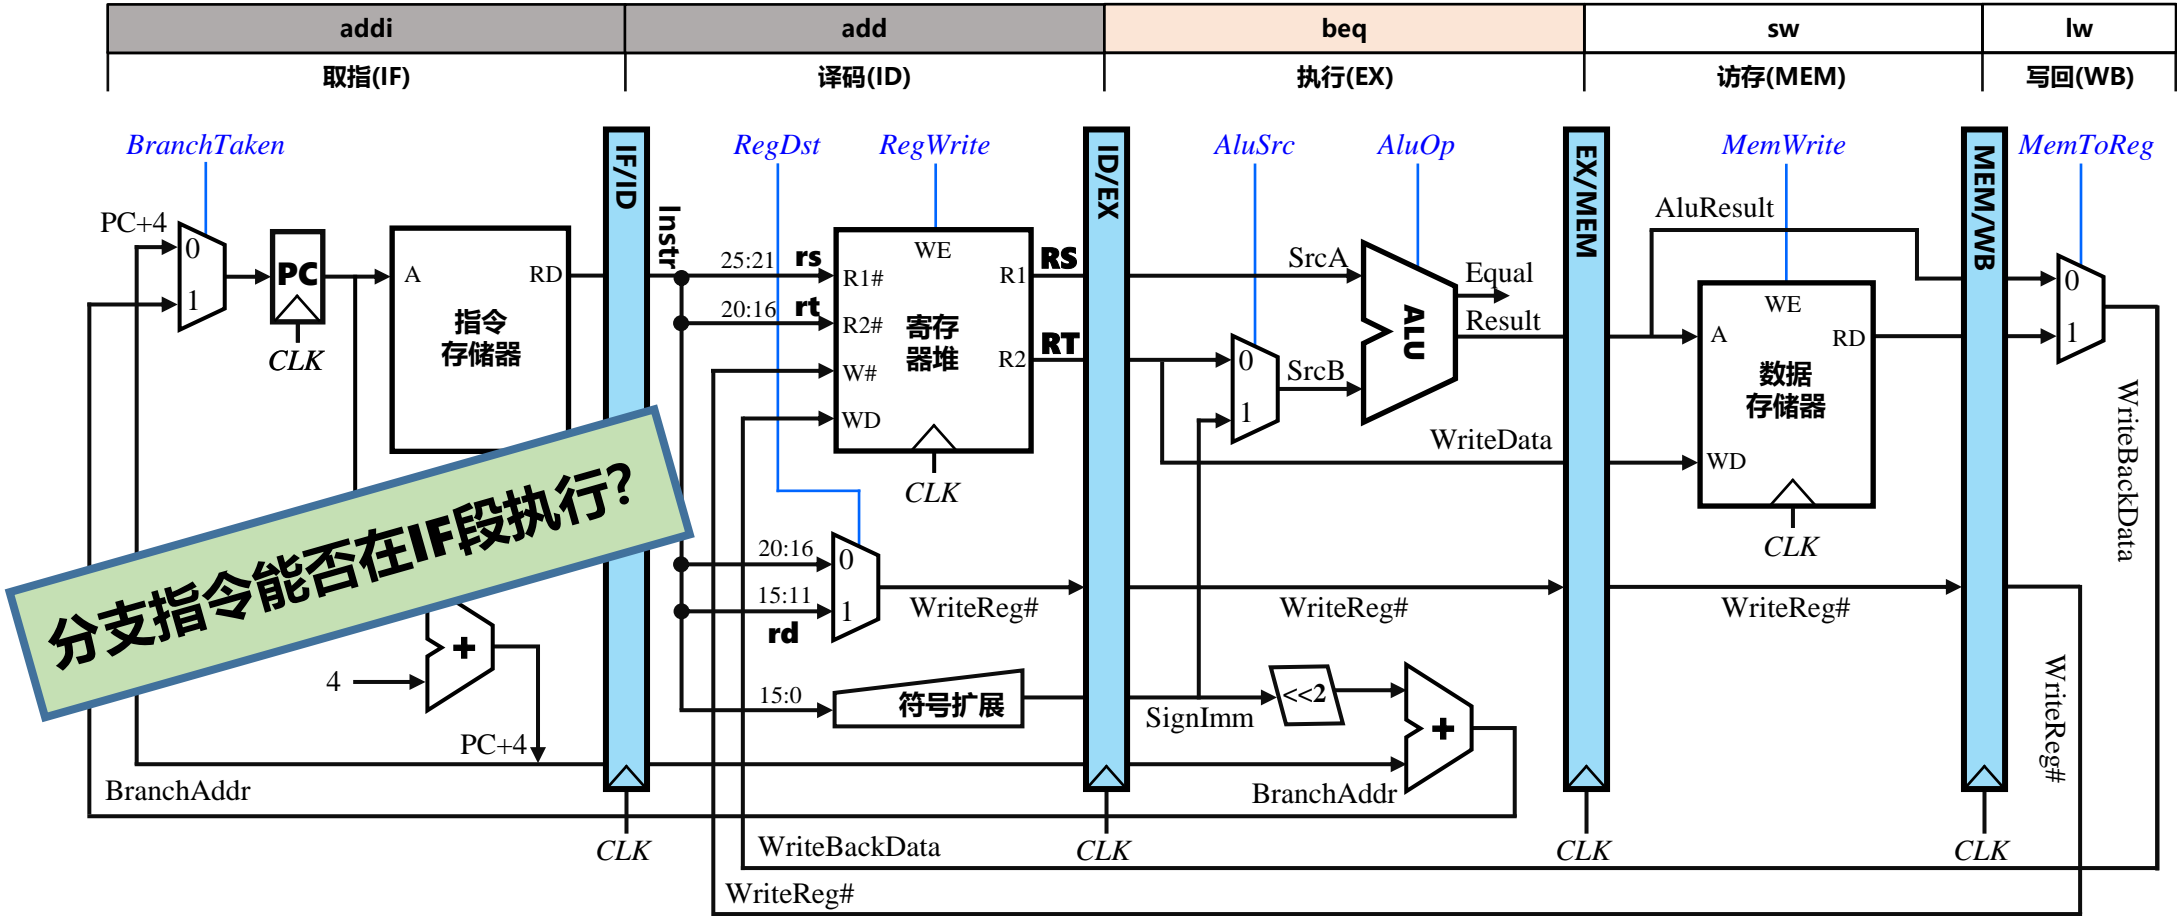 addi
add
beq
sw
lw
取指(IF)
译码(ID)
执行(EX)
访存(MEM)
写回(WB)
BranchTaken
RegDst
RegWrite
AluSrc
AluOp
MemWrite
MemToReg
IF/ID
ID/EX
EX/MEM
MEM/WB
PC+4
0
1
PC
CLK
A
RD
指令
存储器
Instr
25:21
rs
20:16
rt
R1#
R2#
W#
WD
WE
R1
R2
寄存
器堆
CLK
RS
RT
SrcA
0
1
SrcB
ALU
Equal
Result
WriteData
AluResult
WE
A
RD
数据
存储器
WD
CLK
0
1
WriteBackData
分支指令能否在IF段执行?
20:16
0
15:11
1
rd
WriteReg#
WriteReg#
WriteReg#
WriteReg#
4
+
15:0
符号扩展
SignImm
<<2
+
PC+4
BranchAddr
BranchAddr
CLK
CLK
CLK
CLK
WriteBackData
WriteReg#